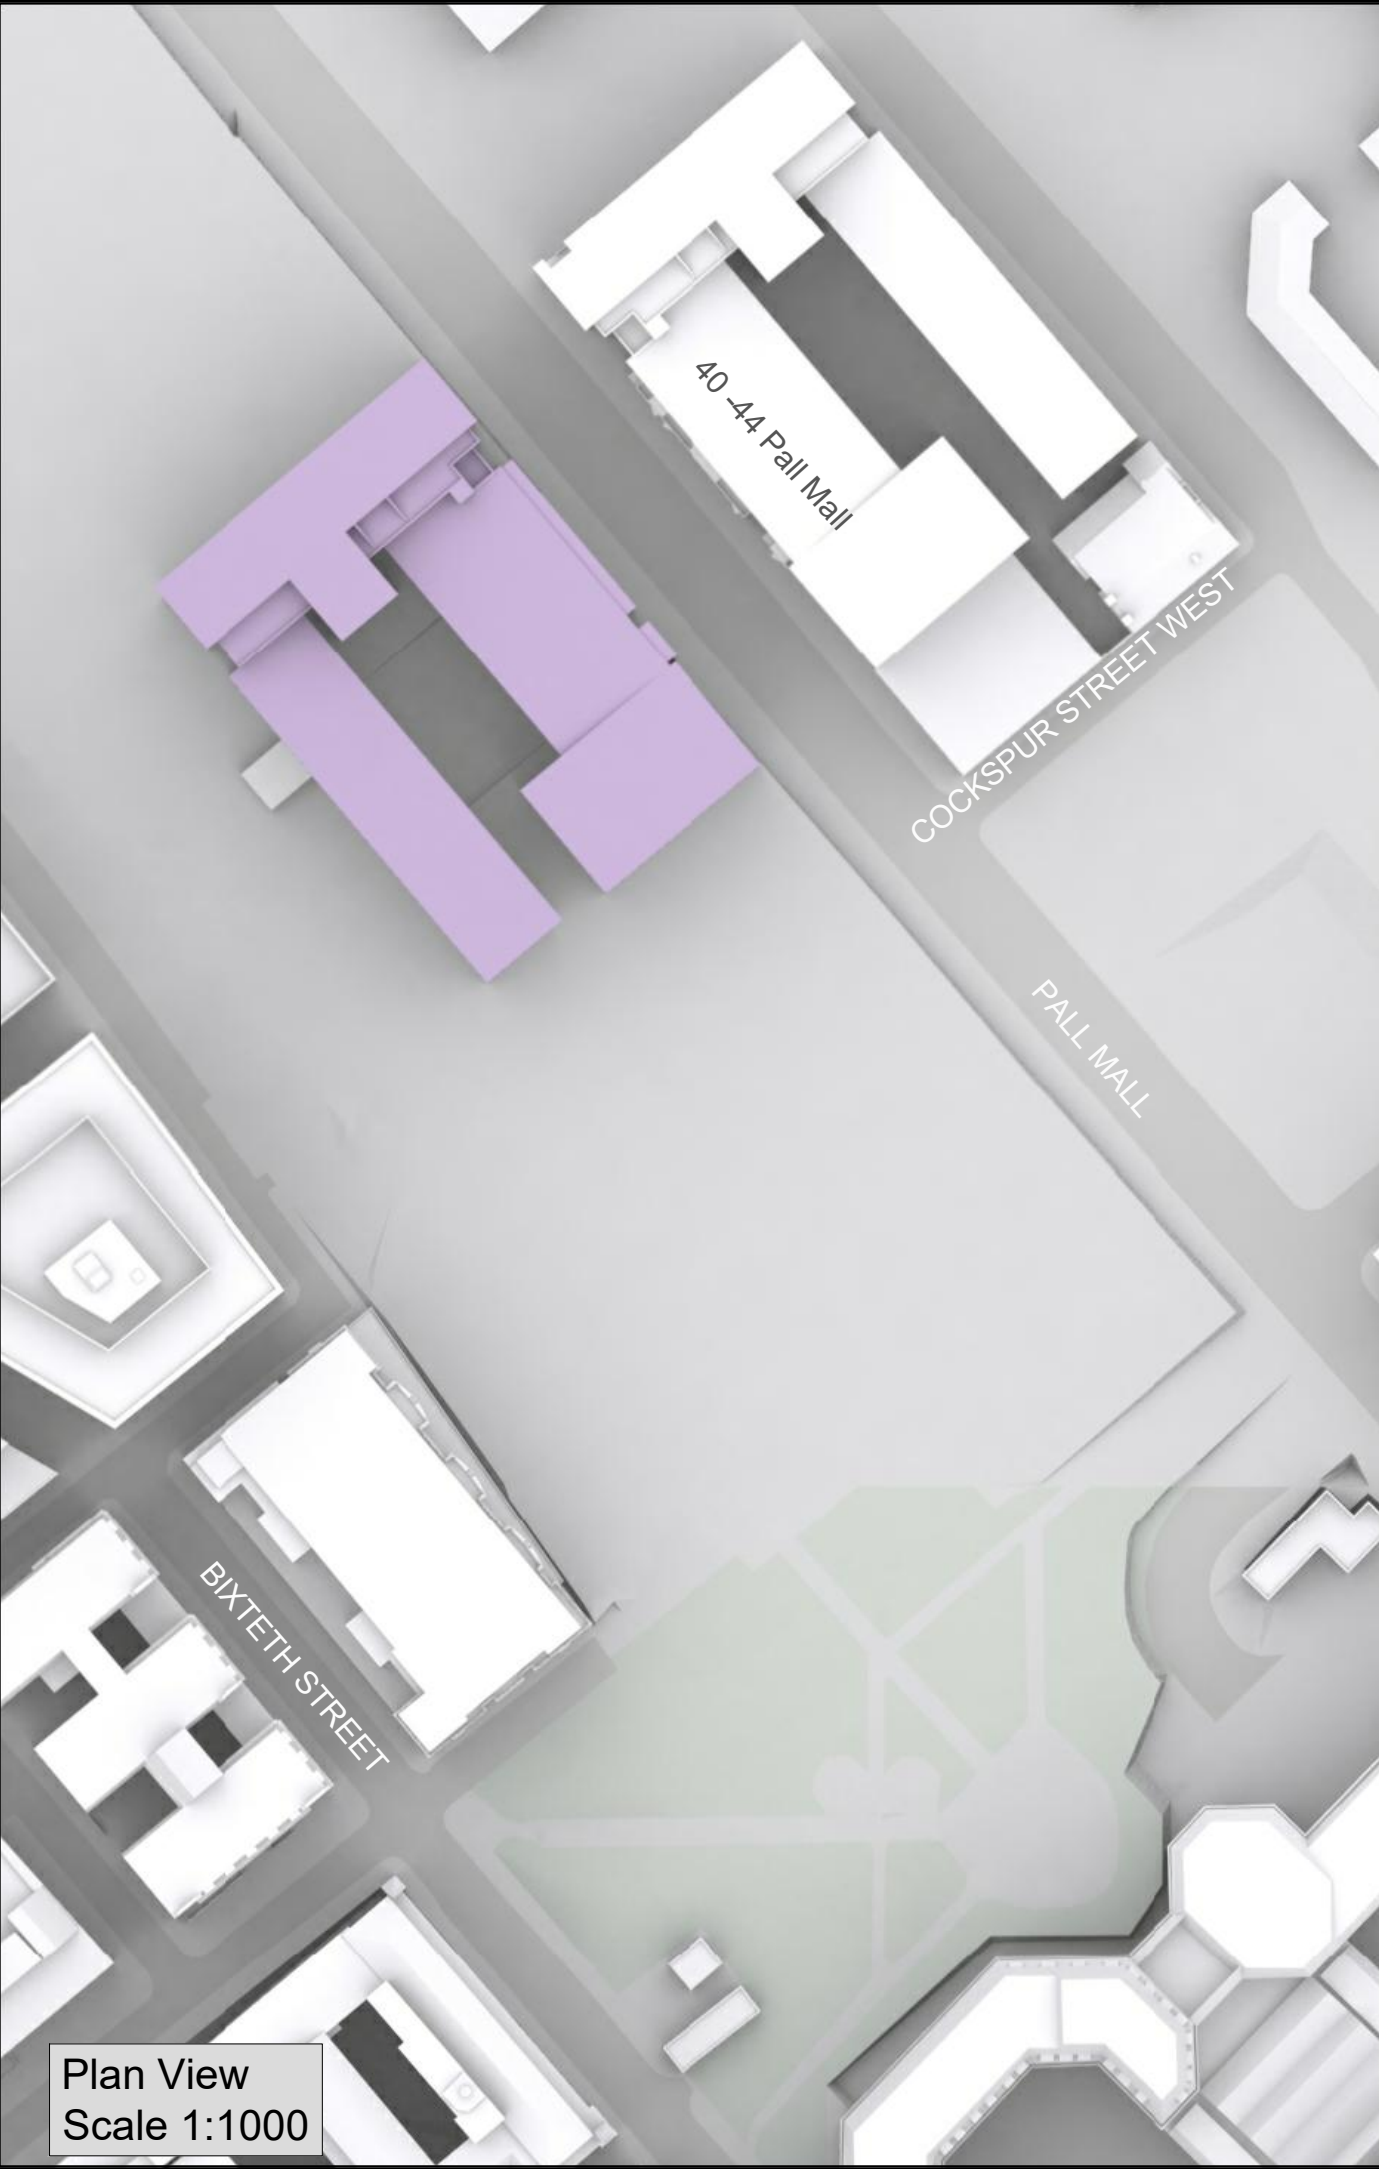 40 -44 Pall Mall
COCKSPUR STREET WEST
PALL MALL
BIXTETH STREET
Plan View
Scale 1:1000